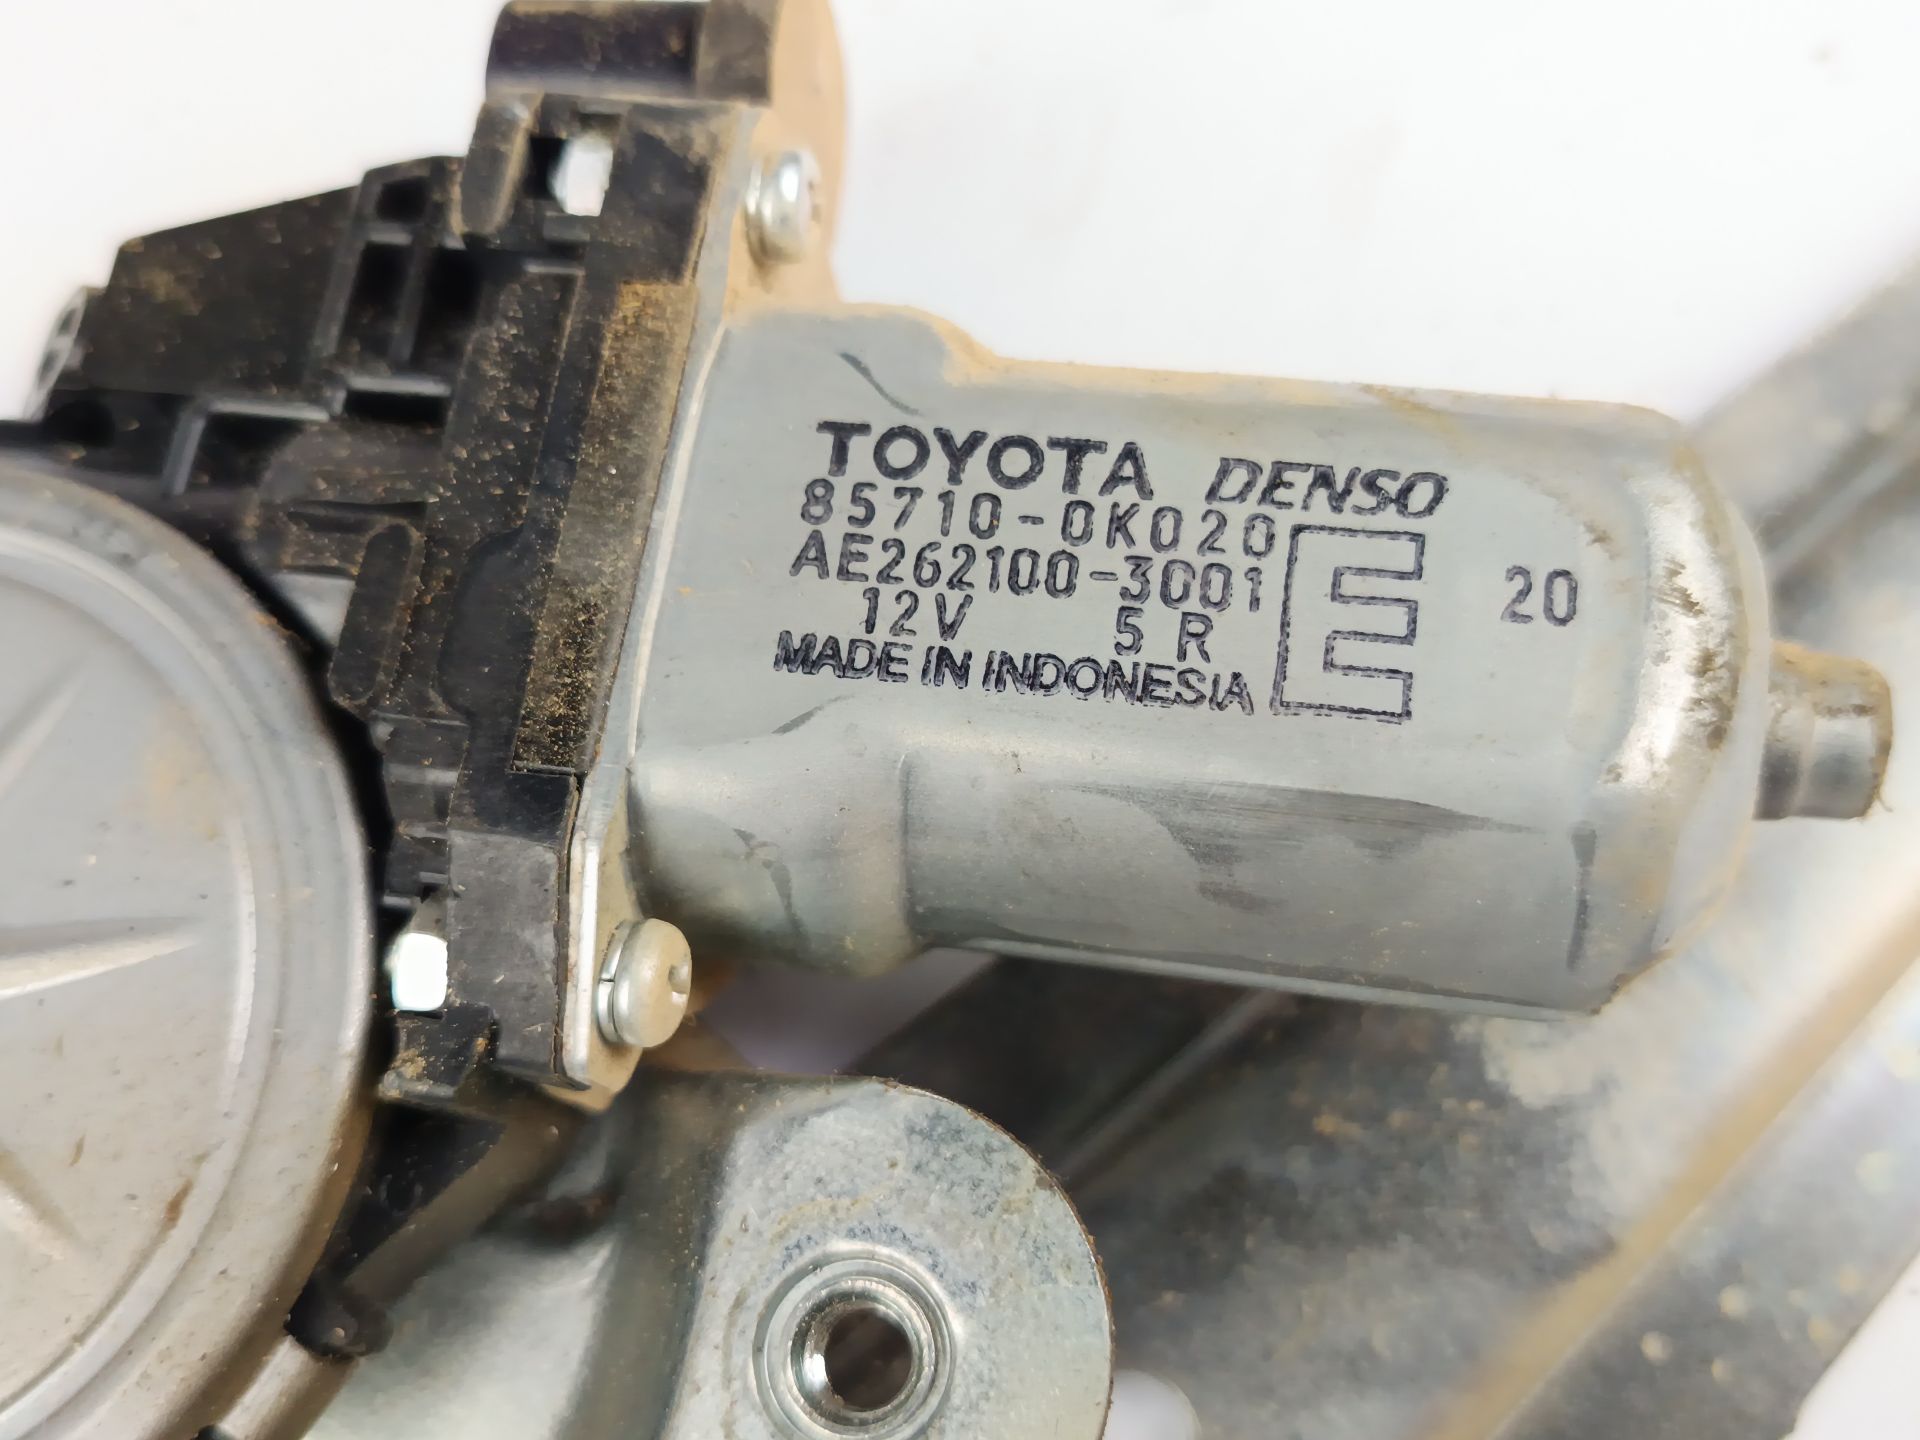 TOYOTA DENSO
85710-0K020
AE262100-3001
12V 5 R
MADE IN INDONESIA
E
20